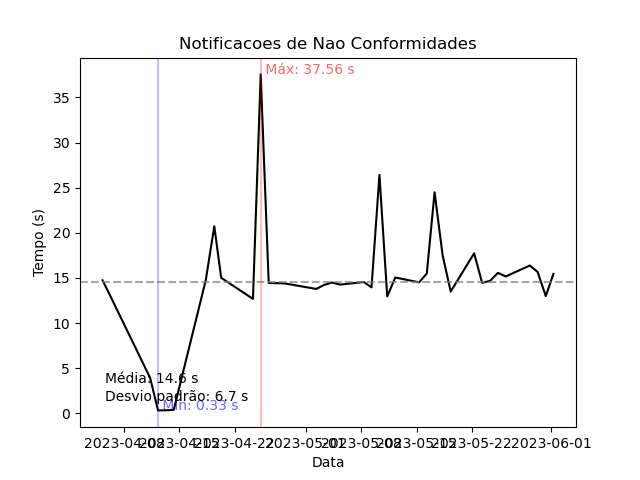 Notificacoes de Nao Conformidades
Máx: 37.56 s
35
30
25
20
15
10
5
0
Tempo (s)
Média: 14.6 s
Desvio padrão: 6.7 s
Mín: 0.33 s
2023-04-08 2023-04-15 2023-04-22 2023-05-01 2023-05-08 2023-05-15 2023-05-22 2023-06-01
Data